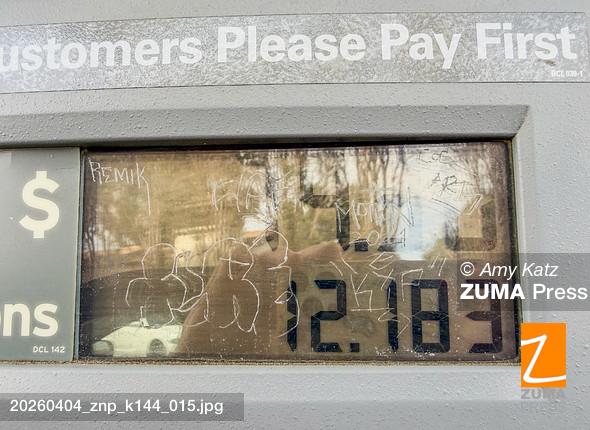 ustomers Please Pay First
DCL 039-1
REMIK
$
© Amy Katz
ZUMA Press
ons
12.183
DCL 142
Z
ZUMA
20260404_znp_k144_015.jpg